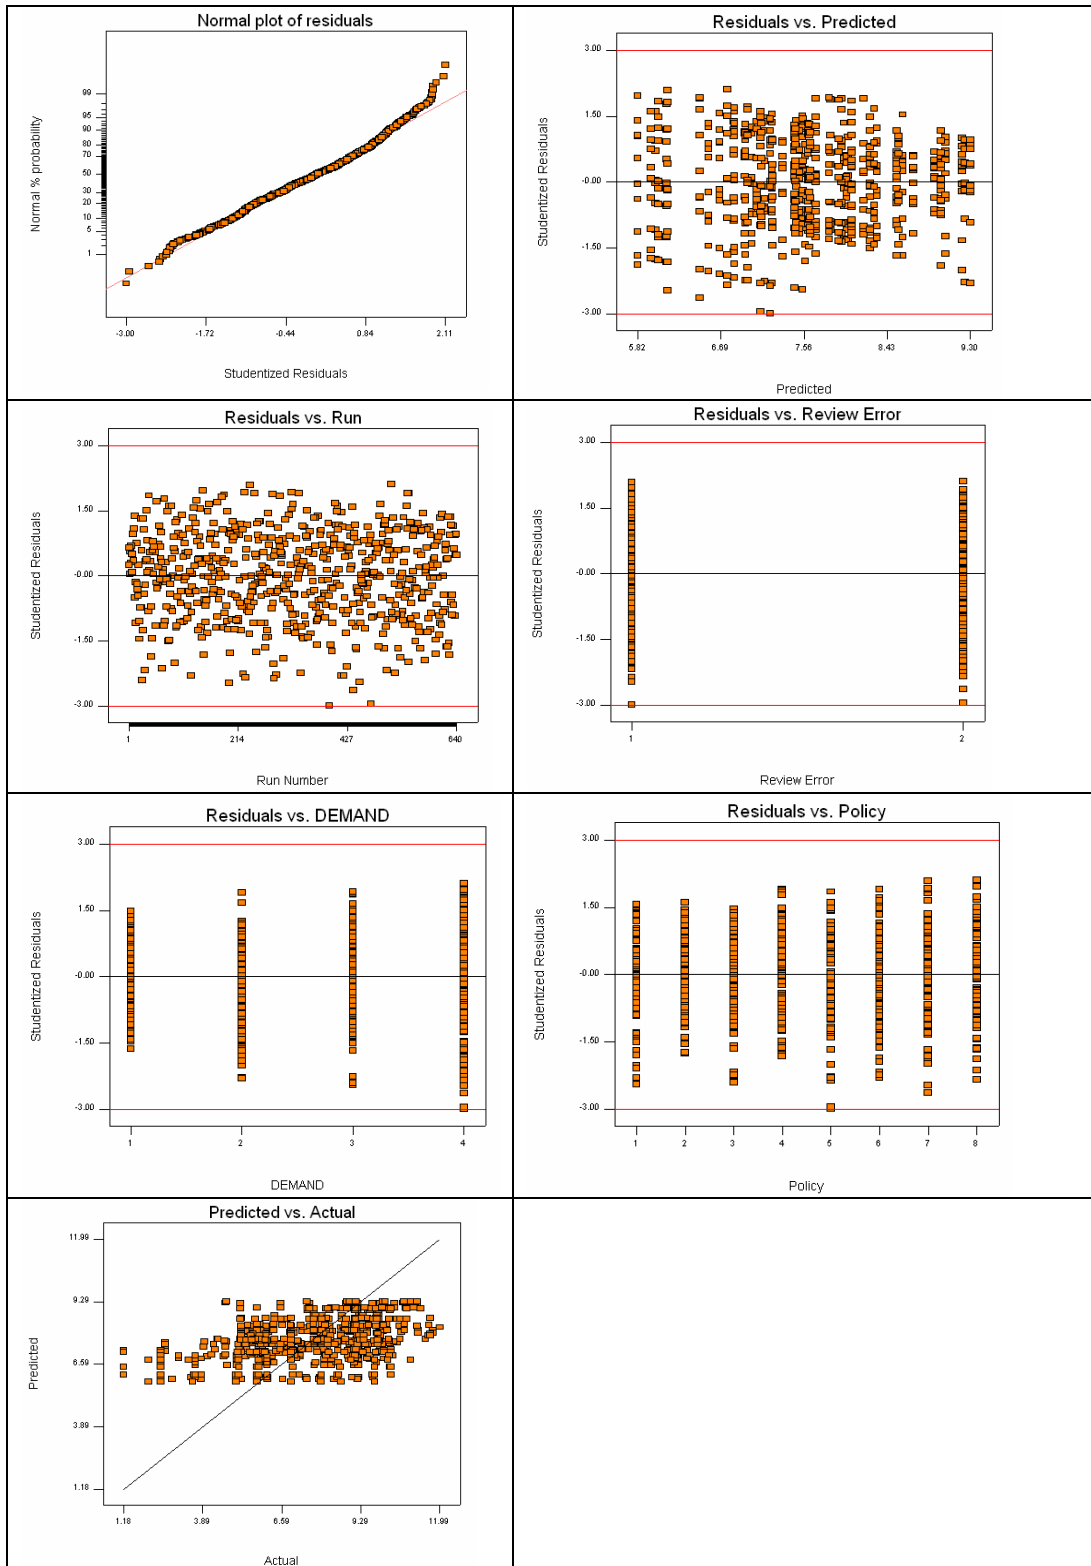 Normal plot of residuals
Normal % probability
99
95
90
80
70
50
30
20
10
5
1
-3.00 -1.72 -0.44 0.84 2.11
Studentized Residuals
Residuals vs. Predicted
Studentized Residuals
3.00
1.50
-0.00
-1.50
-3.00
5.82 6.69 7.56 8.43 9.30
Predicted
Residuals vs. Run
Studentized Residuals
3.00
1.50
-0.00
-1.50
-3.00
1 214 427 640
Run Number
Residuals vs. Review Error
Studentized Residuals
3.00
1.50
-0.00
-1.50
-3.00
1 2
Review Error
Residuals vs. DEMAND
Studentized Residuals
3.00
1.50
-0.00
-1.50
-3.00
1 2 3 4
DEMAND
Residuals vs. Policy
Studentized Residuals
3.00
1.50
-0.00
-1.50
-3.00
1 2 3 4 5 6 7 8
Policy
Predicted vs. Actual
Predicted
11.99
9.29
6.59
3.89
1.18
1.18 3.89 6.59 9.29 11.99
Actual